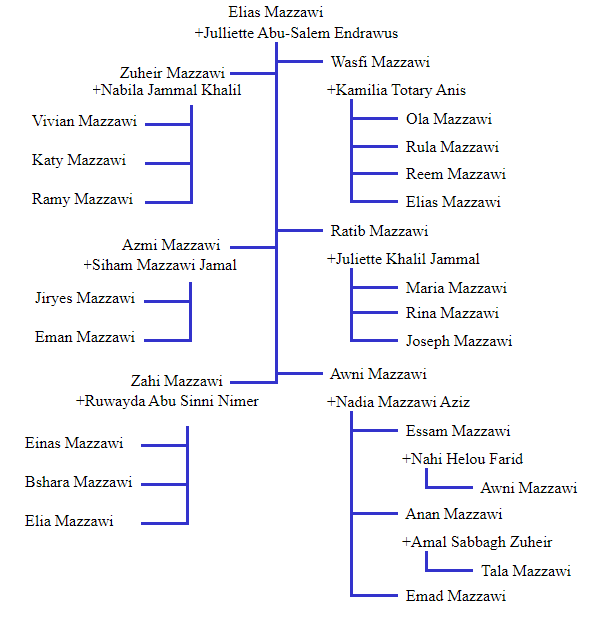 Elias Mazzawi
+Julliette Abu-Salem Endrawus
Wasfi Mazzawi
Zuheir Mazzawi
+Nabila Jammal Khalil
+Kamilia Totary Anis
Vivian Mazzawi
Ola Mazzawi
Rula Mazzawi
Katy Mazzawi
Reem Mazzawi
Ramy Mazzawi
Elias Mazzawi
Ratib Mazzawi
Azmi Mazzawi
+Siham Mazzawi Jamal
+Juliette Khalil Jammal
Maria Mazzawi
Jiryes Mazzawi
Rina Mazzawi
Eman Mazzawi
Joseph Mazzawi
Awni Mazzawi
Zahi Mazzawi
+Ruwayda Abu Sinni Nimer
+Nadia Mazzawi Aziz
Essam Mazzawi
Einas Mazzawi
+Nahi Helou Farid
Bshara Mazzawi
Awni Mazzawi
Anan Mazzawi
Elia Mazzawi
+Amal Sabbagh Zuheir
Tala Mazzawi
Emad Mazzawi